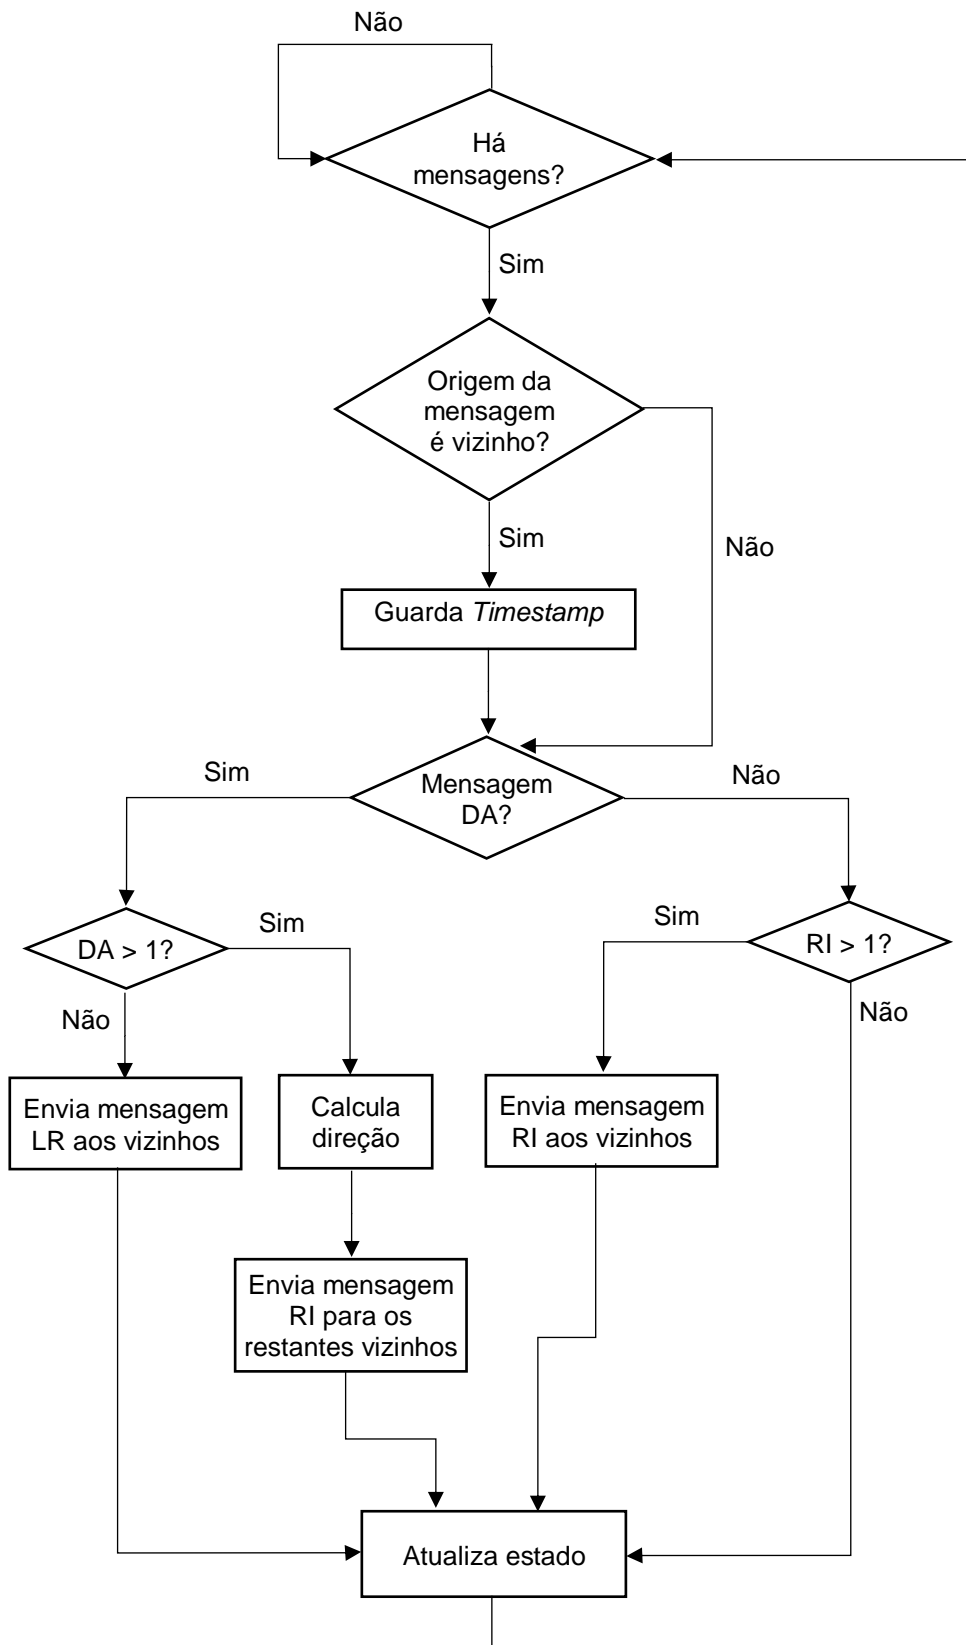 Não
Há
mensagens?
Sim
Origem da
mensagem
é vizinho?
Sim
Não
Guarda Timestamp
Sim
Mensagem
DA?
Não
DA > 1?
Sim
Sim
RI > 1?
Não
Não
Envia mensagem
LR aos vizinhos
Calcula
direção
Envia mensagem
RI aos vizinhos
Envia mensagem
RI para os
restantes vizinhos
Atualiza estado